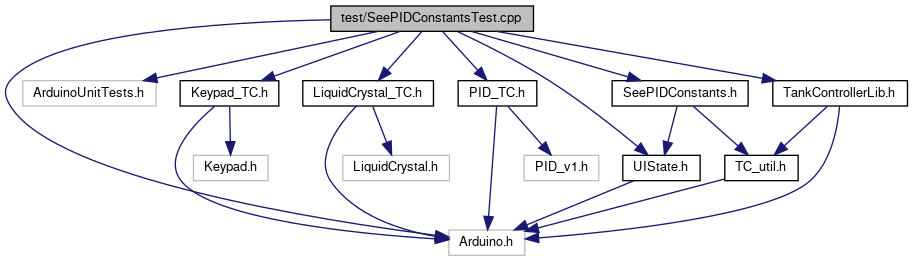 test/SeePIDConstantsTest.cpp
ArduinoUnitTests.h
Keypad_TC.h
LiquidCrystal_TC.h
PID_TC.h
SeePIDConstants.h
TankControllerLib.h
Keypad.h
LiquidCrystal.h
PID_v1.h
UIState.h
TC_util.h
Arduino.h